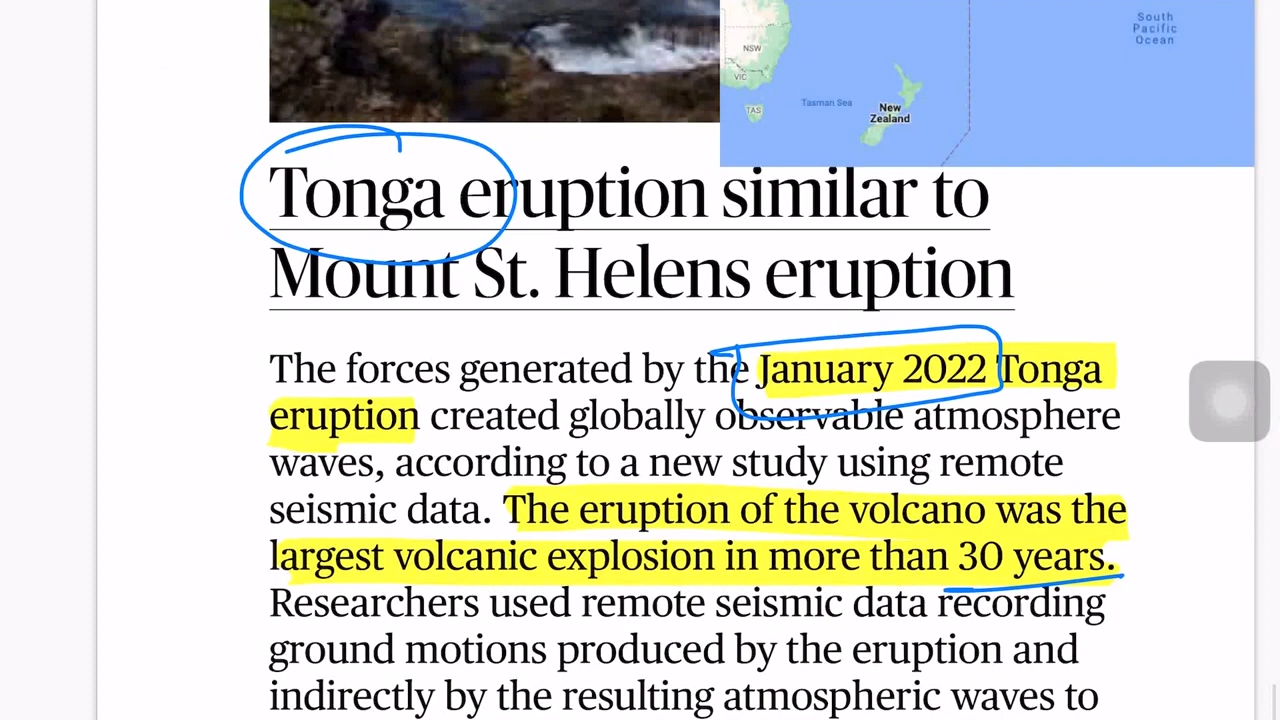 South
Pacific
Ocean
NSW
VIC
TAS
Tasman Sea
New
Zealand
Tonga eruption similar to
Mount St. Helens eruption
The forces generated by the January 2022 Tonga
eruption created globally observable atmosphere
waves, according to a new study using remote
seismic data. The eruption of the volcano was the
largest volcanic explosion in more than 30 years.
Researchers used remote seismic data recording
ground motions produced by the eruption and
indirectly by the resulting atmospheric waves to